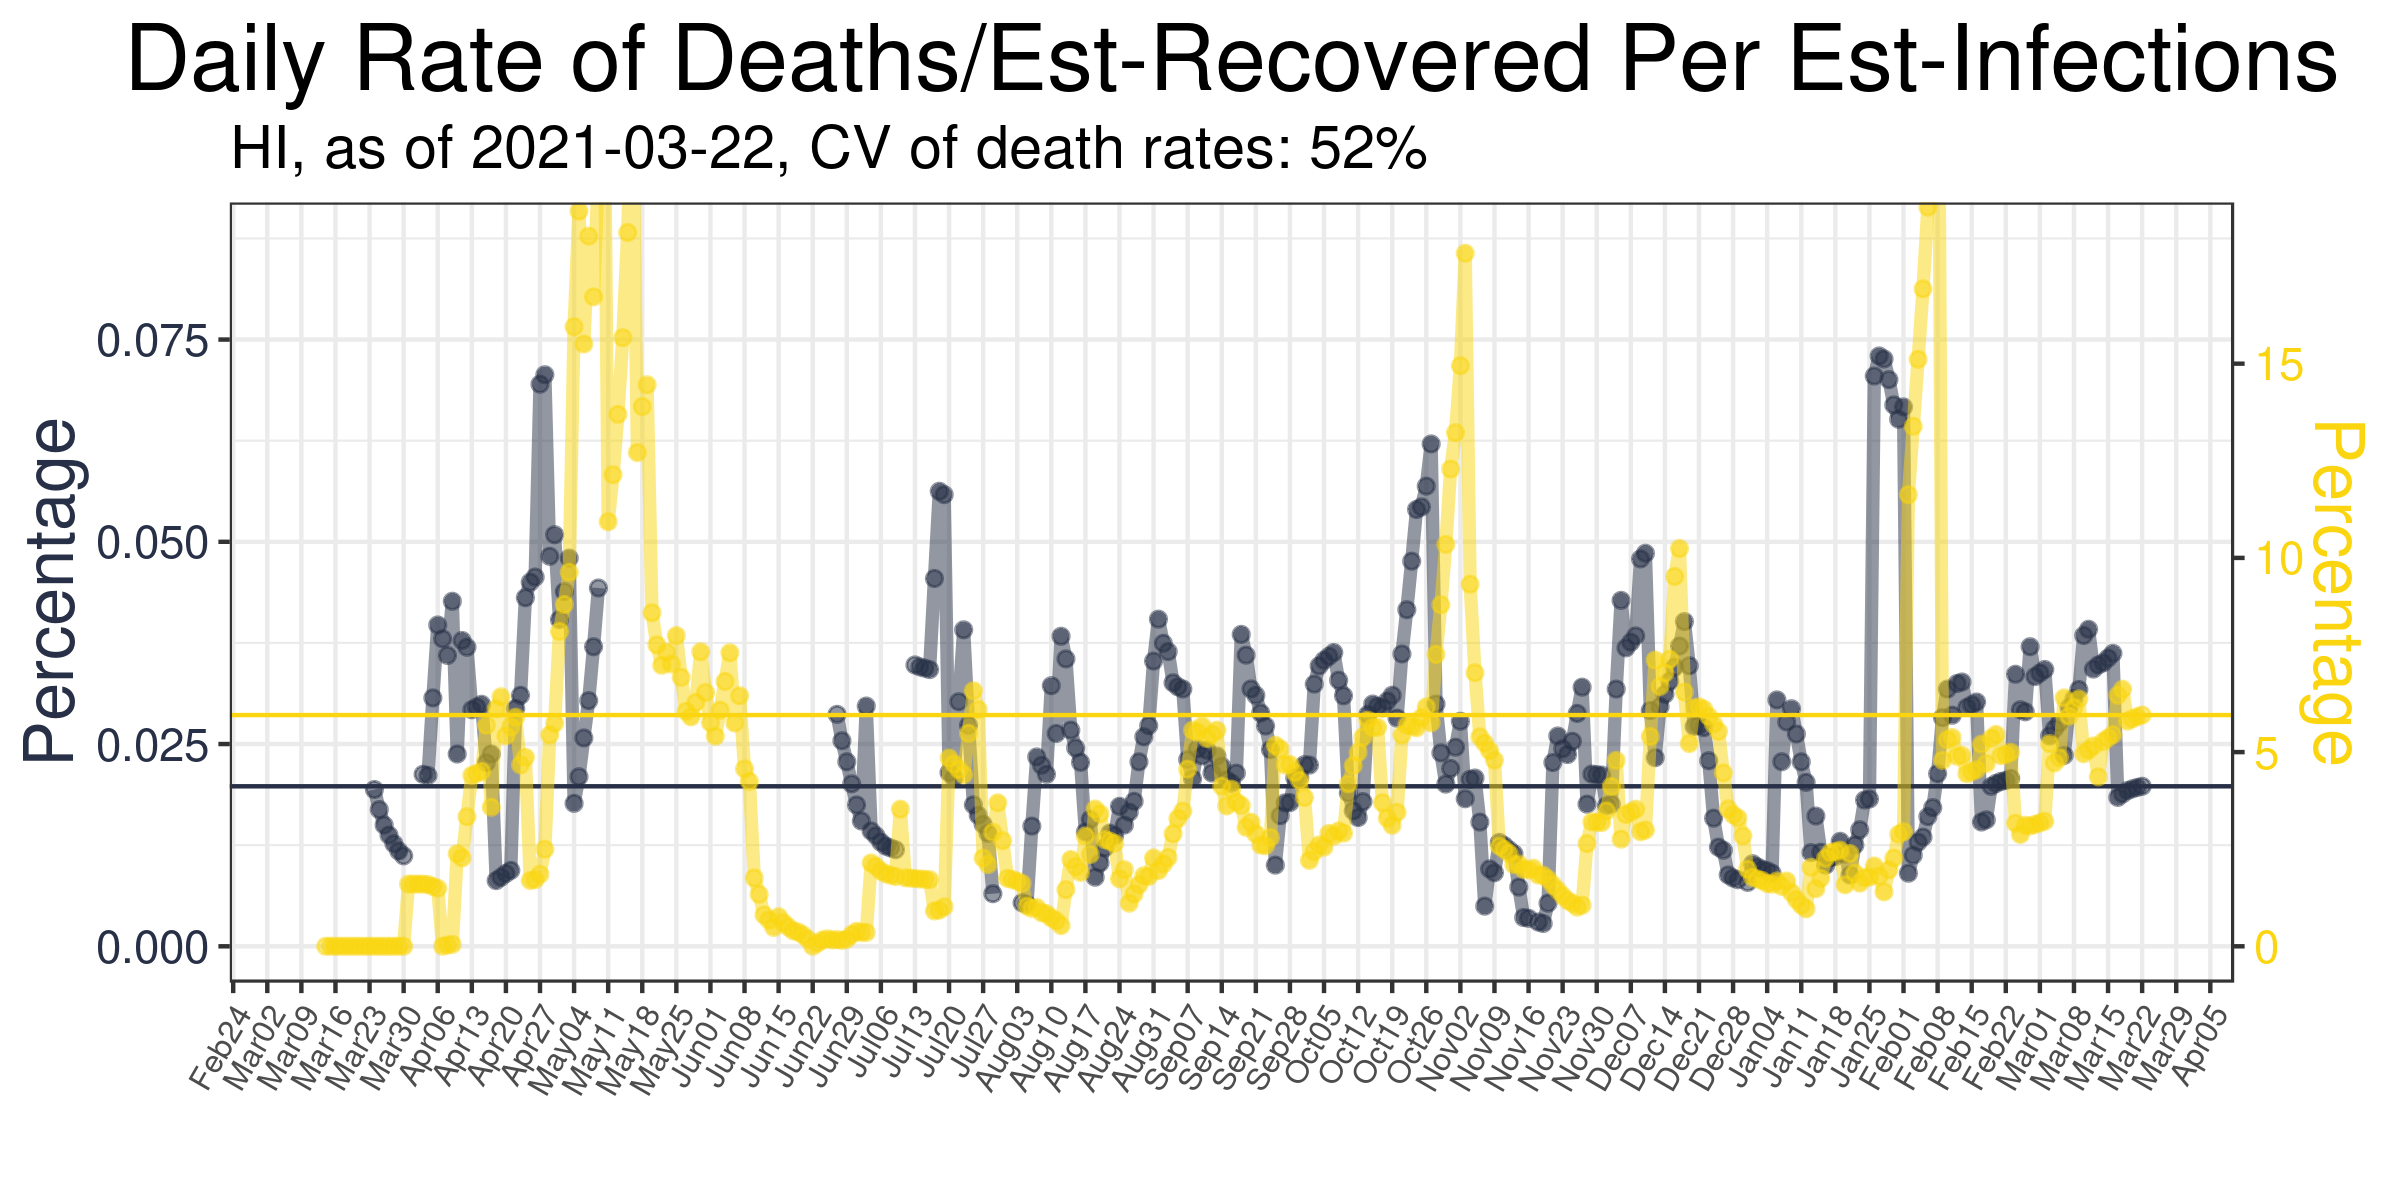 Daily Rate of Deaths/Est-Recovered Per Est-Infections
HI, as of 2021-03-22, CV of death rates: 52%
Percentage
0.075
0.050
0.025
0.000
15
10
5
0
Percentage
Feb24
Mar02
Mar09
Mar16
Mar23
Mar30
Apr06
Apr13
Apr20
Apr27
May04
May11
May18
May25
Jun01
Jun08
Jun15
Jun22
Jun29
Jul06
Jul13
Jul20
Jul27
Aug03
Aug10
Aug17
Aug24
Aug31
Sep07
Sep14
Sep21
Sep28
Oct05
Oct12
Oct19
Oct26
Nov02
Nov09
Nov16
Nov23
Nov30
Dec07
Dec14
Dec21
Dec28
Jan04
Jan11
Jan18
Jan25
Feb01
Feb08
Feb15
Feb22
Mar01
Mar08
Mar15
Mar22
Mar29
Apr05